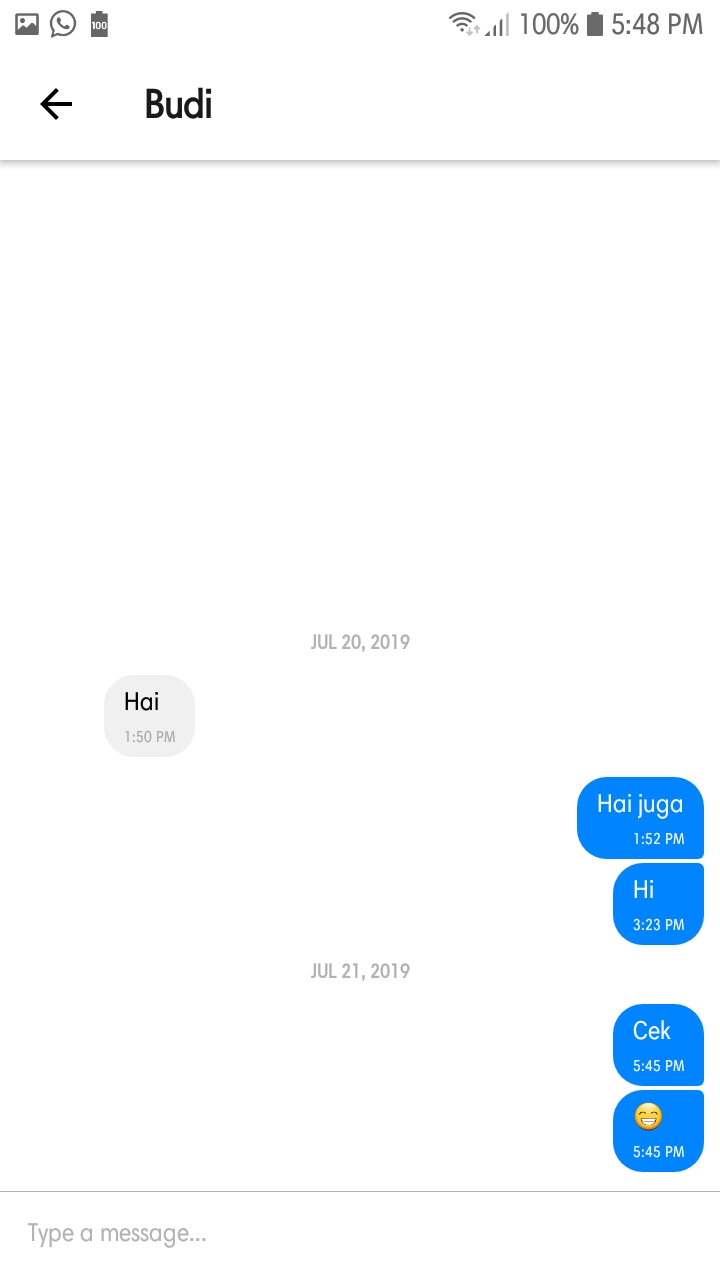 100 100% 5:48 PM
Budi
JUL 20, 2019
Hai
1:50 PM
Hai juga
1:52 PM
Hi
3:23 PM
JUL 21, 2019
Cek
5:45 PM
😁
5:45 PM
Type a message...